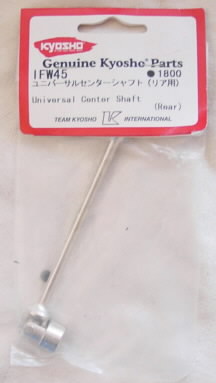 KYOSHO
Genuine Kyosho Parts
IFW45 ●1800
ユニバーサルセンターシャフト(リア用)
Universal Center Shaft
(Rear)
TEAM KYOSHO K INTERNATIONAL